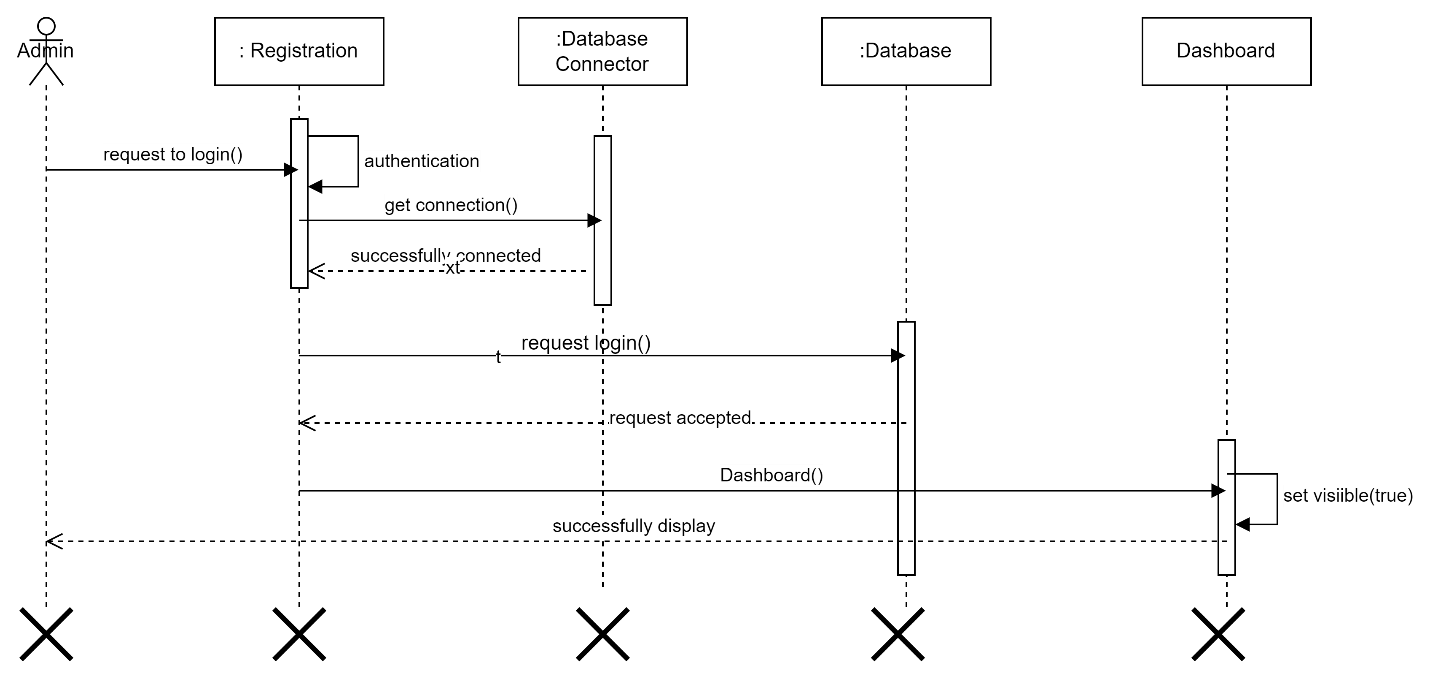 Admin
: Registration
:Database
Connector
:Database
Dashboard
request to login()
authentication
get connection()
successfully connected
xt
request login()
t
request accepted
Dashboard()
set visiible(true)
successfully display